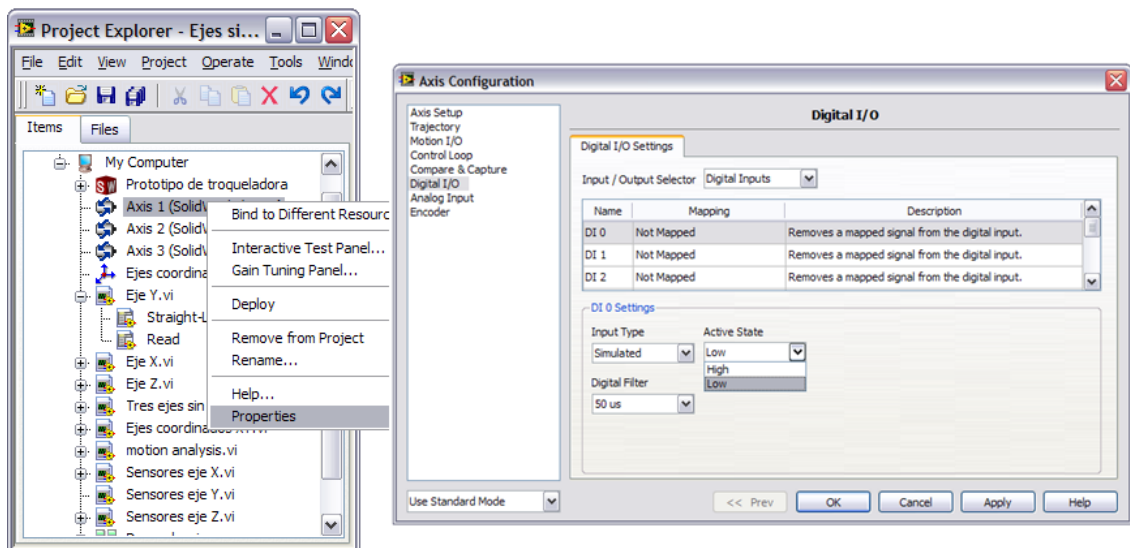 Project Explorer - Ejes si...
File Edit View Project Operate Tools
Items Files
My Computer
Prototipo de troqueladora
Axis 1
Axis 2
Axis 3
Ejes
Eje Y.vi
Read
Eje X.vi
Eje Z.vi
Tres ejes sin
Ejes
motion analysis.vi
Sensores eje X.vi
Sensores eje Y.vi
Sensores eje Z.vi
Bind to Different
Interactive Test Panel...
Gain Tuning Panel...
Deploy
Remove from Project
Rename...
Help...
Properties
Axis Configuration
Axis Setup
Trajectory
Motion I/O
Control Loop
Compare & Capture
Digital I/O
Analog Input
Encoder
Use Standard Mode
Digital I/O
Digital I/O Settings
Input / Output Selector Digital Inputs
Name Mapping Description
DI 0 Not Mapped Removes a mapped signal from the digital input.
DI 1 Not Mapped Removes a mapped signal from the digital input.
DI 2 Not Mapped Removes a mapped signal from the digital input.
DI 0 Settings
Input Type Active State
Simulated Low
High
Low
Digital Filter
50 us
<< Prev OK Cancel Apply Help